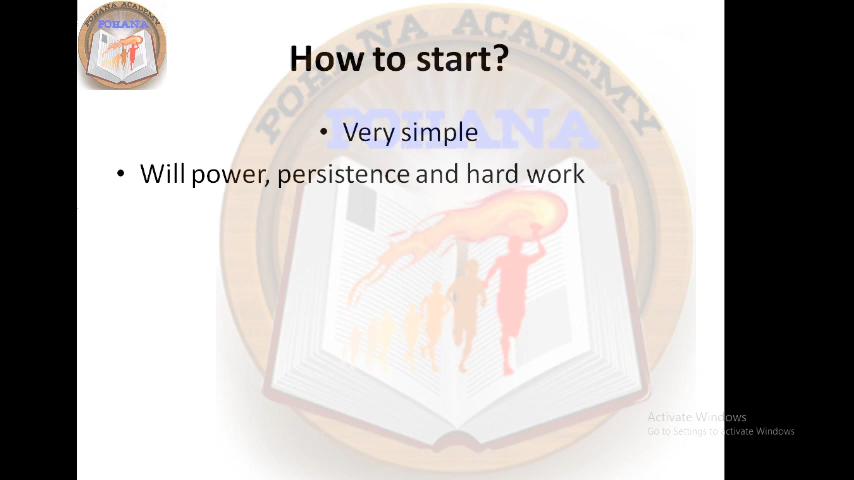 POHANA ACADEMY
POHANA
How to start?
POHANA ACADEMY
POHANA
• Very simple
• Will power, persistence and hard work
Activate Windows
Go to Settings to activate Windows